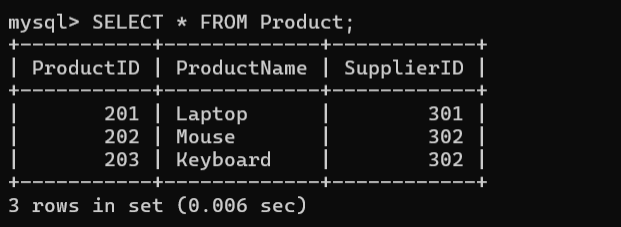 mysql> SELECT * FROM Product;
+-----------+-------------+------------+
| ProductID | ProductName | SupplierID |
+-----------+-------------+------------+
|       201 | Laptop      |        301 |
|       202 | Mouse       |        302 |
|       203 | Keyboard    |        302 |
+-----------+-------------+------------+
3 rows in set (0.006 sec)